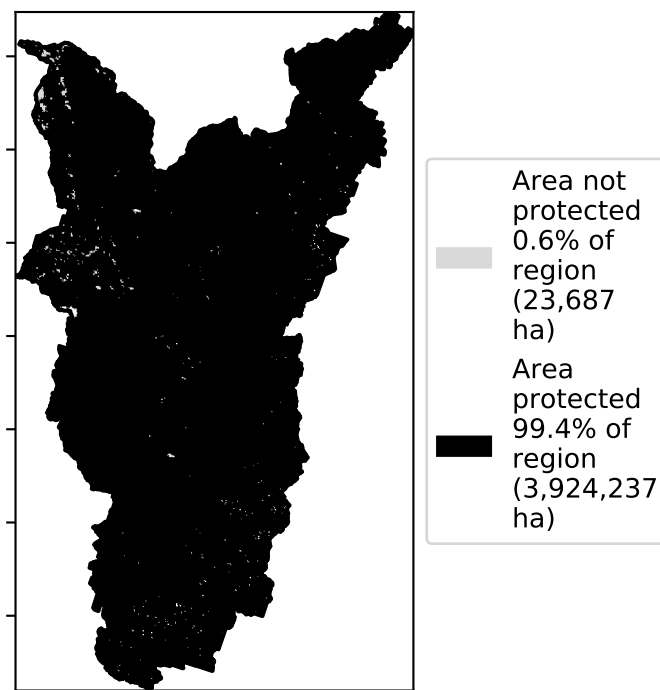 Area not
protected
0.6% of
region
(23,687
ha)
Area
protected
99.4% of
region
(3,924,237
ha)